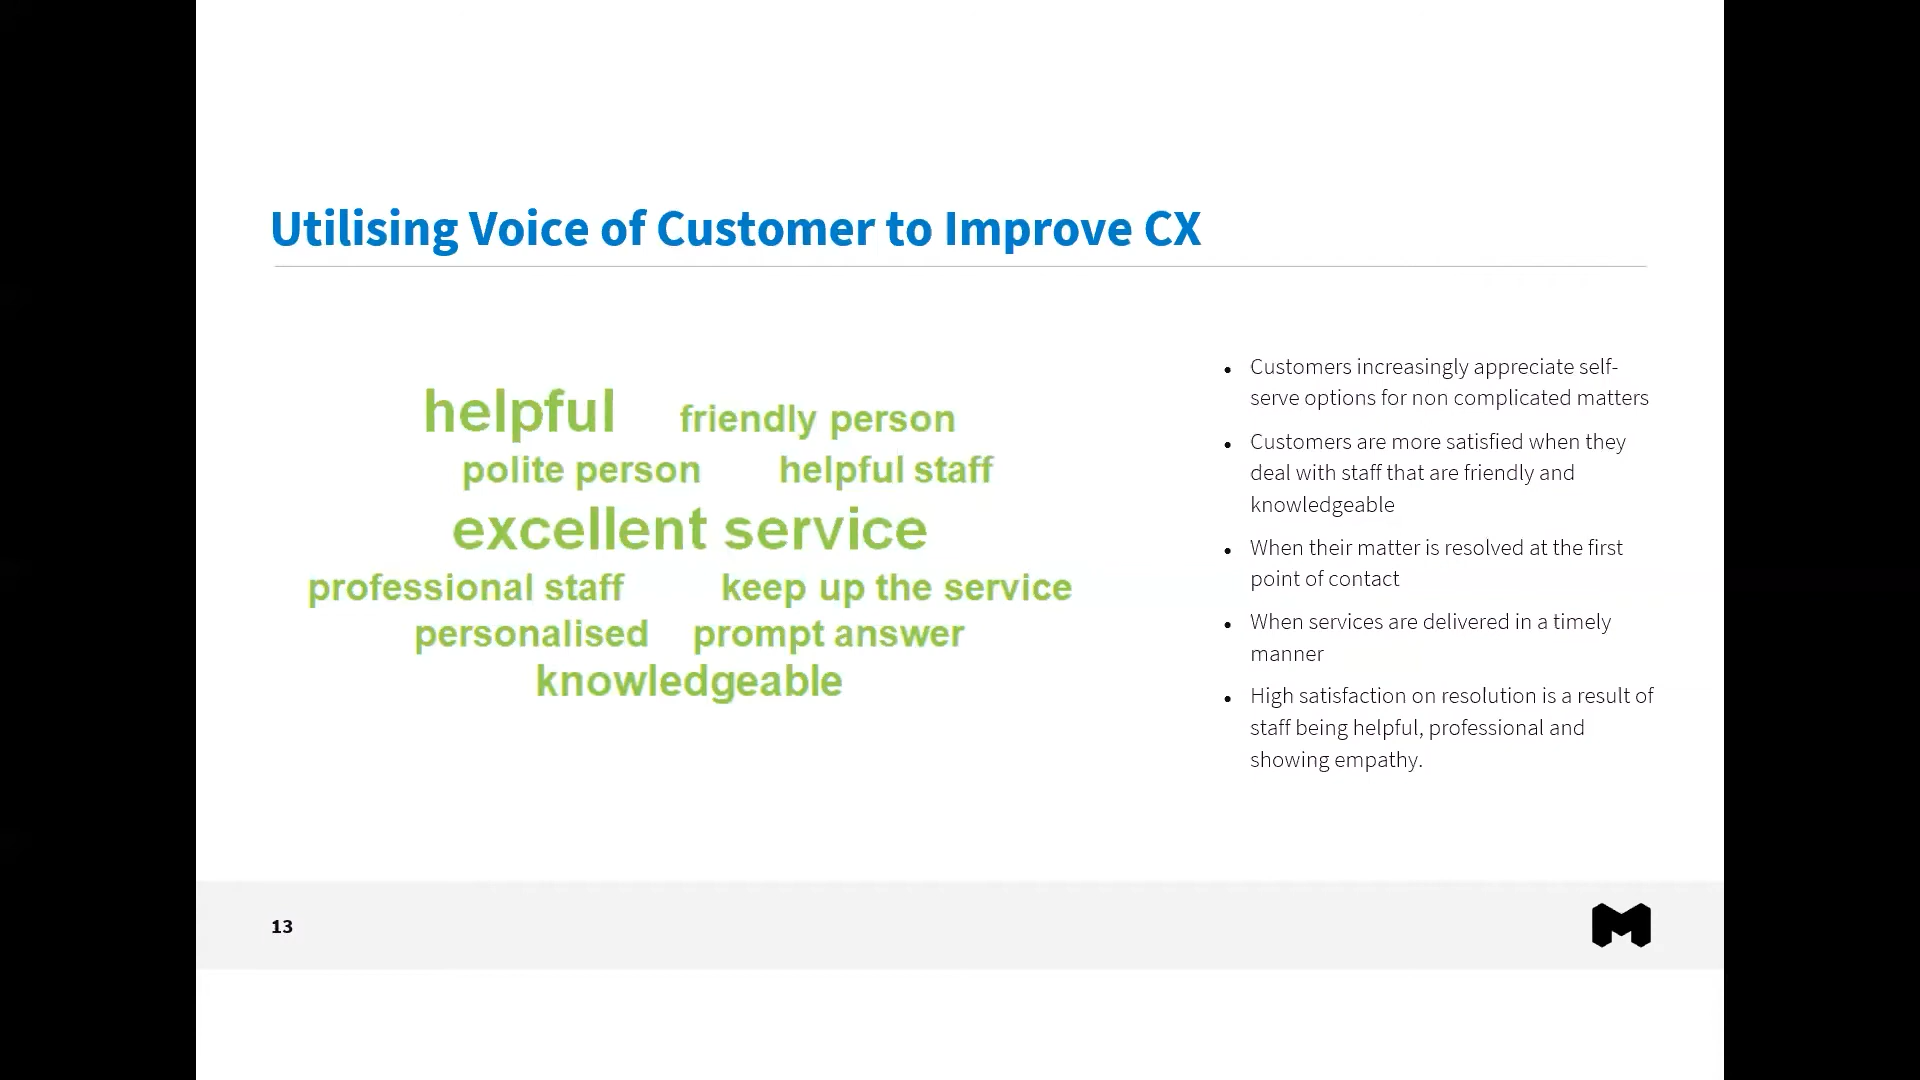 Utilising Voice of Customer to Improve CX
helpful friendly person
polite person helpful staff
excellent service
professional staff keep up the service
personalised prompt answer
knowledgeable
• Customers increasingly appreciate self-
serve options for non complicated matters
• Customers are more satisfied when they
deal with staff that are friendly and
knowledgeable
• When their matter is resolved at the first
point of contact
• When services are delivered in a timely
manner
• High satisfaction on resolution is a result of
staff being helpful, professional and
showing empathy.
13